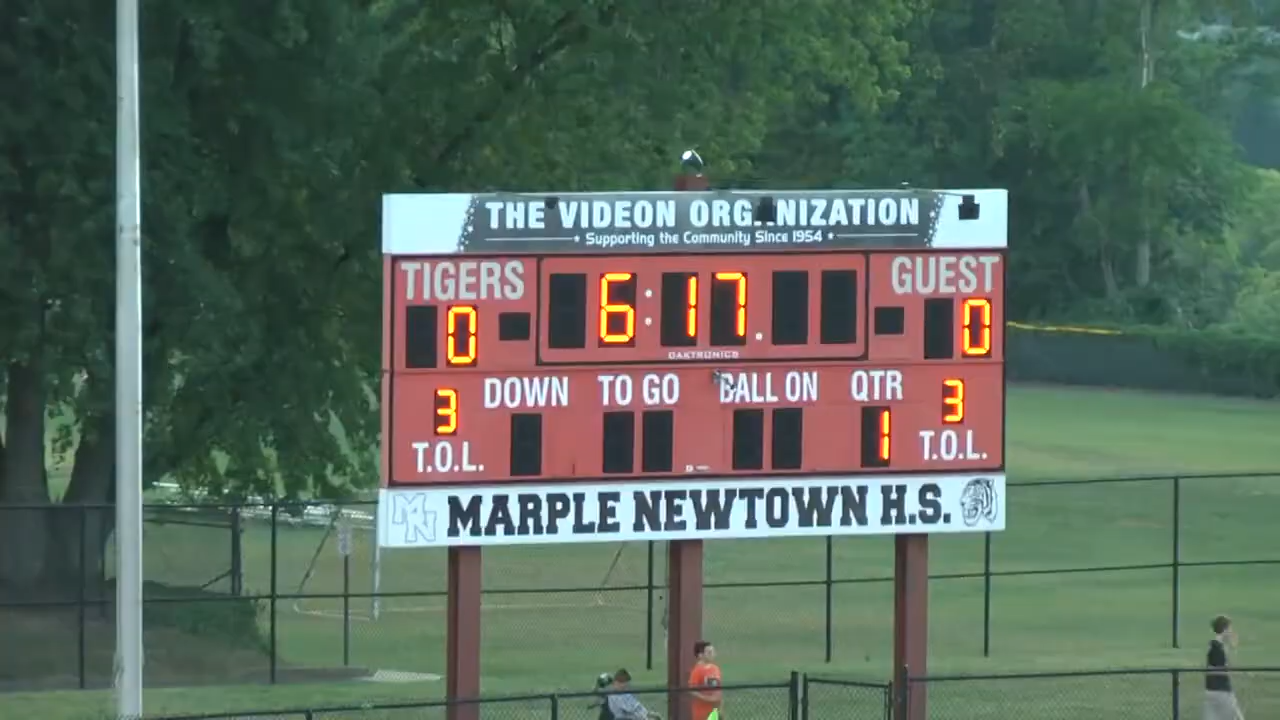 THE VIDEON ORGANIZATION
★ Supporting the Community Since 1954 ★
TIGERS 6:17. GUEST
0 0
DAKTRONICS
DOWN TO GO BALL ON QTR
3 1 3
T.O.L. T.O.L.
MN MARPLE NEWTOWN H.S.